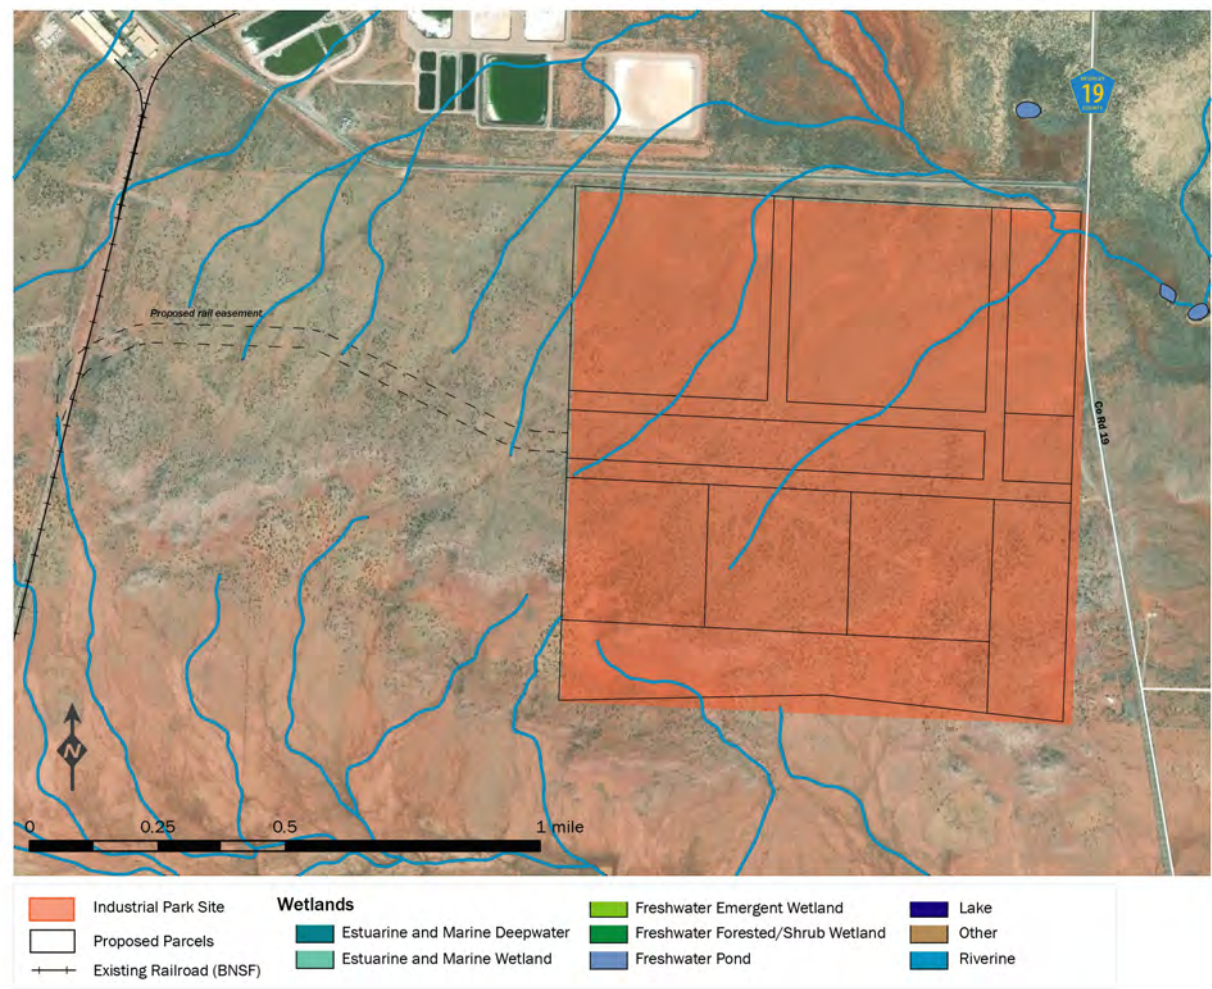 19
Proposed rail easement
Co Rd 19
N
0 0.25 0.5 1 mile
Industrial Park Site
Proposed Parcels
Existing Railroad (BNSF)
Wetlands
Estuarine and Marine Deepwater
Estuarine and Marine Wetland
Freshwater Emergent Wetland
Freshwater Forested/Shrub Wetland
Freshwater Pond
Lake
Other
Riverine